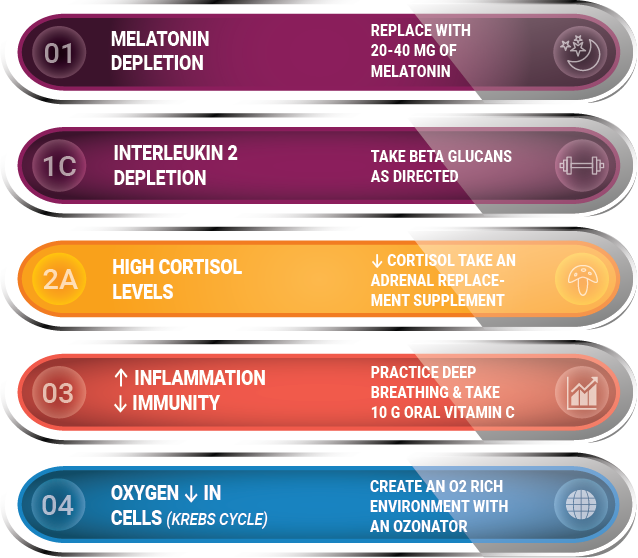 01
MELATONIN
DEPLETION
REPLACE WITH
20-40 MG OF
MELATONIN
1C
INTERLEUKIN 2
DEPLETION
TAKE BETA GLUCANS
AS DIRECTED
2A
HIGH CORTISOL
LEVELS
↓ CORTISOL TAKE AN
ADRENAL REPLACE-
MENT SUPPLEMENT
03
↑ INFLAMMATION
↓ IMMUNITY
PRACTICE DEEP
BREATHING & TAKE
10 G ORAL VITAMIN C
04
OXYGEN ↓ IN
CELLS (KREBS CYCLE)
CREATE AN O2 RICH
ENVIRONMENT WITH
AN OZONATOR